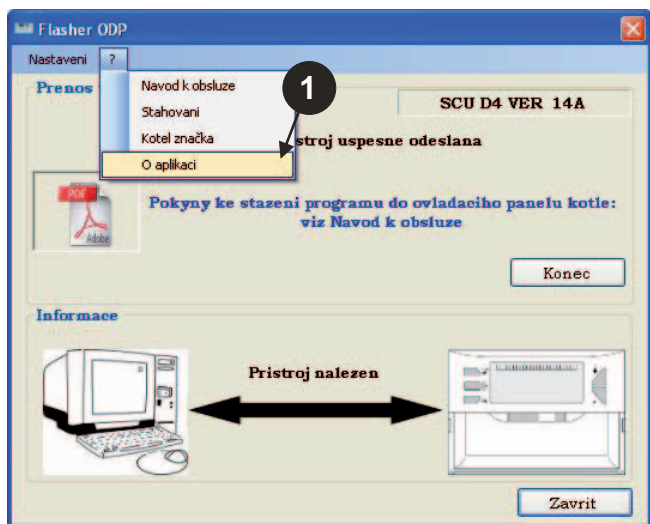 Flasher ODP
Nastaveni ?
Prenos
Navod k obsluze
Stahovani
Kotel značka
O aplikaci
1
SCU D4 VER 14A
stroj uspesne odeslana
PDF
Adobe
Pokyny ke stazeni programu do ovladaciho panelu kotle:
viz Navod k obsluze
Konec
Informace
Pristroj nalezen
Zavrit